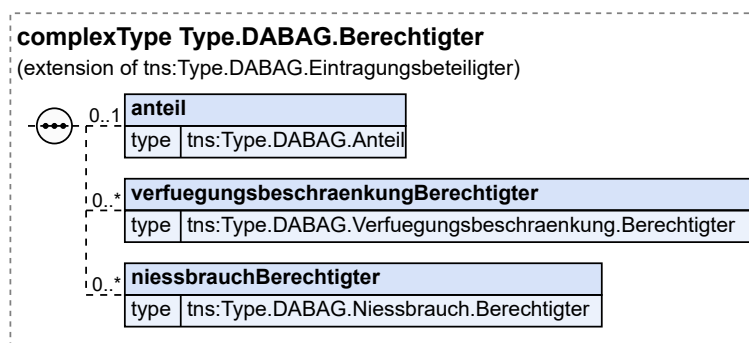 complexType Type.DABAG.Berechtigter
(extension of tns:Type.DABAG.Eintragungsbeteiligter)
0..1 anteil
type tns:Type.DABAG.Anteil
0..* verfuegungsbeschraenkungBerechtigter
type tns:Type.DABAG.Verfuegungsbeschraenkung.Berechtigter
0..* niessbrauchBerechtigter
type tns:Type.DABAG.Niessbrauch.Berechtigter